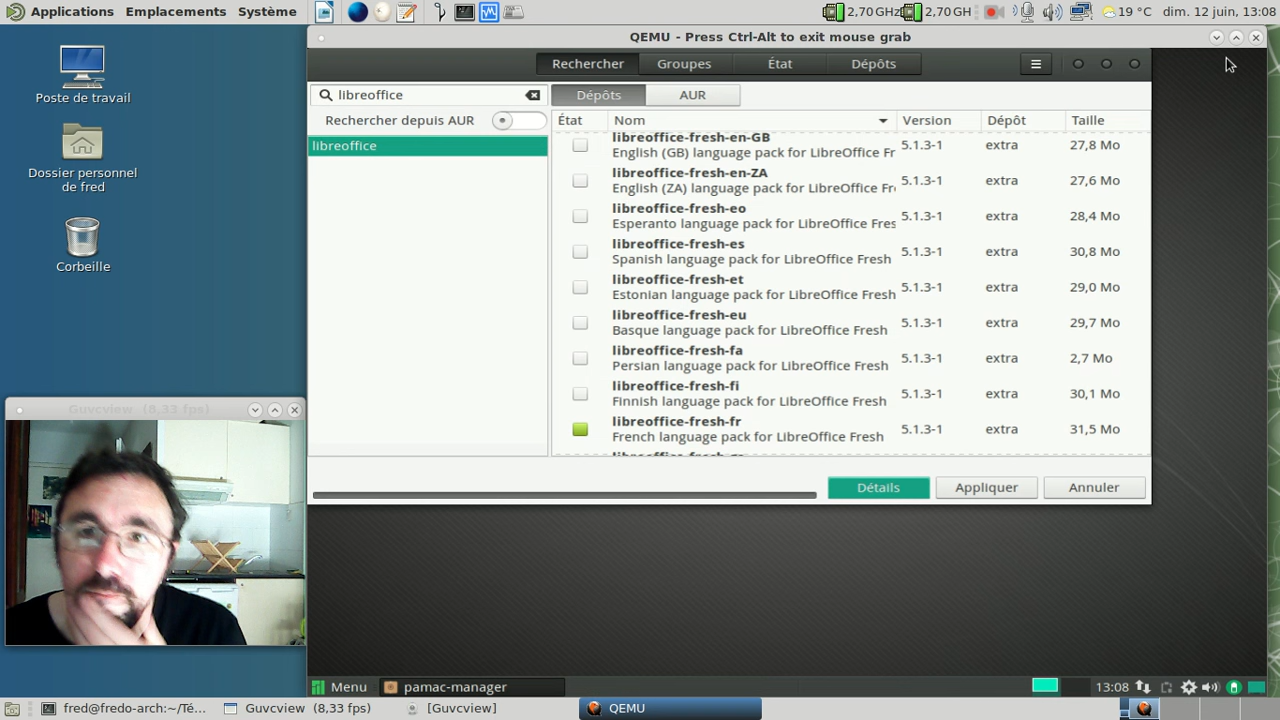 Applications Emplacements Système
2,70 GHz 2,70 GH 19 °C dim. 12 juin, 13:08
Poste de travail
Dossier personnel
de fred
Corbeille
QEMU - Press Ctrl-Alt to exit mouse grab
Rechercher Groupes État Dépôts
libreoffice
Dépôts AUR
Rechercher depuis AUR
libreoffice
État Nom Version Dépôt Taille
libreoffice-fresh-en-GB
English (GB) language pack for LibreOffice Fr
5.1.3-1 extra 27,8 Mo
libreoffice-fresh-en-ZA
English (ZA) language pack for LibreOffice Fr
5.1.3-1 extra 27,6 Mo
libreoffice-fresh-eo
Esperanto language pack for LibreOffice Fres
5.1.3-1 extra 28,4 Mo
libreoffice-fresh-es
Spanish language pack for LibreOffice Fresh
5.1.3-1 extra 30,8 Mo
libreoffice-fresh-et
Estonian language pack for LibreOffice Fresh
5.1.3-1 extra 29,0 Mo
libreoffice-fresh-eu
Basque language pack for LibreOffice Fresh
5.1.3-1 extra 29,7 Mo
libreoffice-fresh-fa
Persian language pack for LibreOffice Fresh
5.1.3-1 extra 2,7 Mo
libreoffice-fresh-fi
Finnish language pack for LibreOffice Fresh
5.1.3-1 extra 30,1 Mo
libreoffice-fresh-fr
French language pack for LibreOffice Fresh
5.1.3-1 extra 31,5 Mo
Détails Appliquer Annuler
Guvcview (8,33 fps)
Menu pamac-manager 13:08
fred@fredo-arch:~/Té... Guvcview (8,33 fps) [Guvcview] QEMU